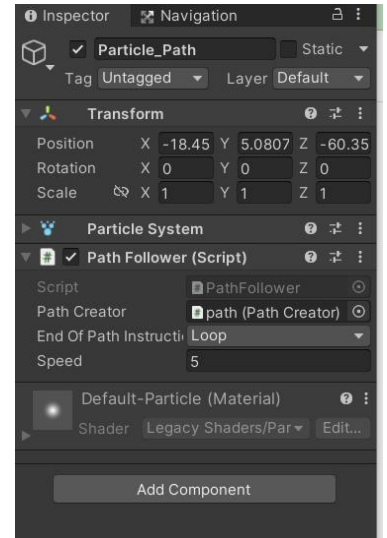 Inspector Navigation
Particle_Path Static
Tag Untagged Layer Default
Transform
Position X -18.45 Y 5.0807 Z -60.35
Rotation X 0 Y 0 Z 0
Scale X 1 Y 1 Z 1
Particle System
# Path Follower (Script)
Script # PathFollower
Path Creator # path (Path Creator)
End Of Path Instructi Loop
Speed 5
Default-Particle (Material)
Shader Legacy Shaders/Par Edit...
Add Component